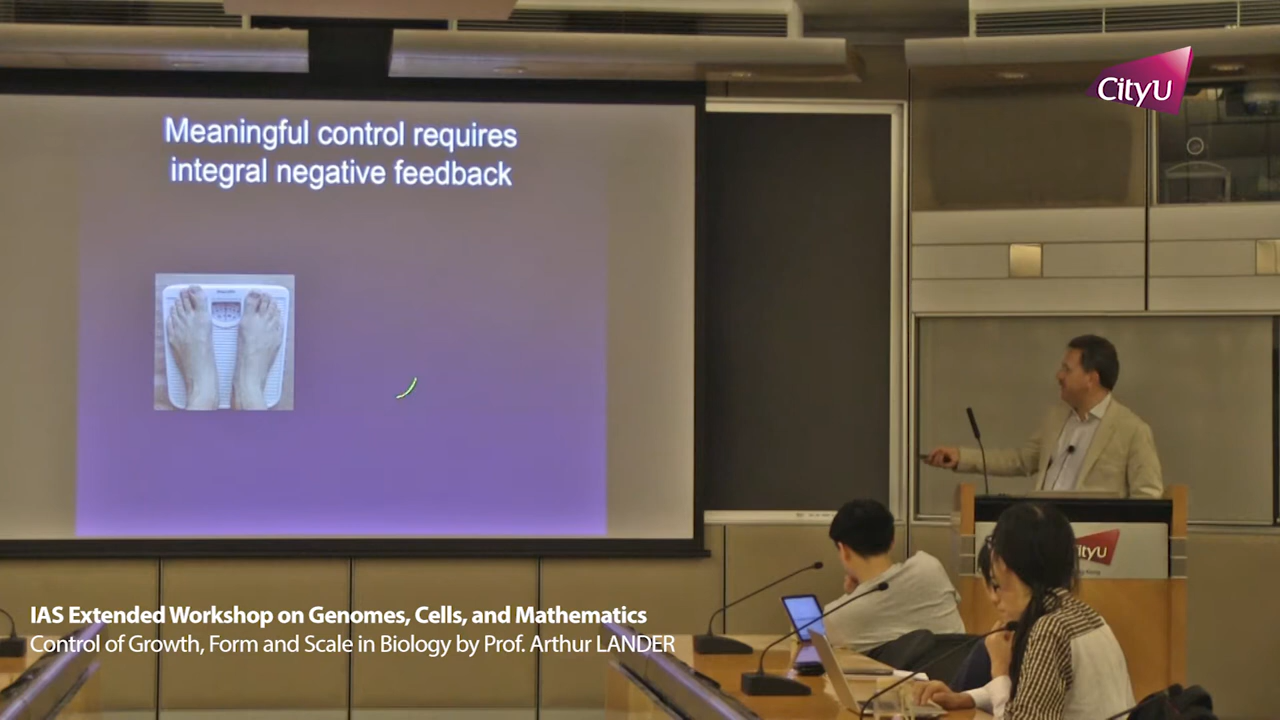 CityU
Meaningful control requires
integral negative feedback
CityU
IAS Extended Workshop on Genomes, Cells, and Mathematics
Control of Growth, Form and Scale in Biology by Prof. Arthur LANDER